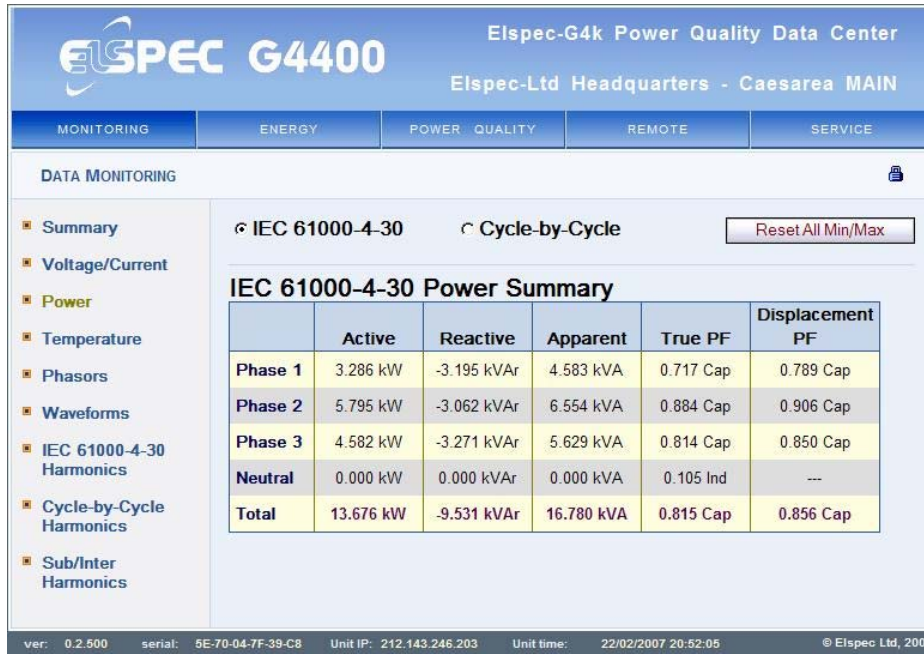 Elspec-G4k Power Quality Data Center
ELSPEC G4400
Elspec-Ltd Headquarters - Caesarea MAIN
MONITORING ENERGY POWER QUALITY REMOTE SERVICE
DATA MONITORING
Summary
Voltage/Current
Power
Temperature
Phasors
Waveforms
IEC 61000-4-30
Harmonics
Cycle-by-Cycle
Harmonics
Sub/Inter
Harmonics
IEC 61000-4-30 Cycle-by-Cycle Reset All Min/Max
IEC 61000-4-30 Power Summary
Active Reactive Apparent True PF Displacement PF
Phase 1 3.286 kW -3.195 kVAr 4.583 kVA 0.717 Cap 0.789 Cap
Phase 2 5.795 kW -3.062 kVAr 6.554 kVA 0.884 Cap 0.906 Cap
Phase 3 4.582 kW -3.271 kVAr 5.629 kVA 0.814 Cap 0.850 Cap
Neutral 0.000 kW 0.000 kVAr 0.000 kVA 0.105 Ind ---
Total 13.676 kW -9.531 kVAr 16.780 kVA 0.815 Cap 0.856 Cap
ver: 0.2.500 serial: 5E-70-04-7F-39-C8 Unit IP: 212.143.246.203 Unit time: 22/02/2007 20:52:05 © Elspec Ltd, 200